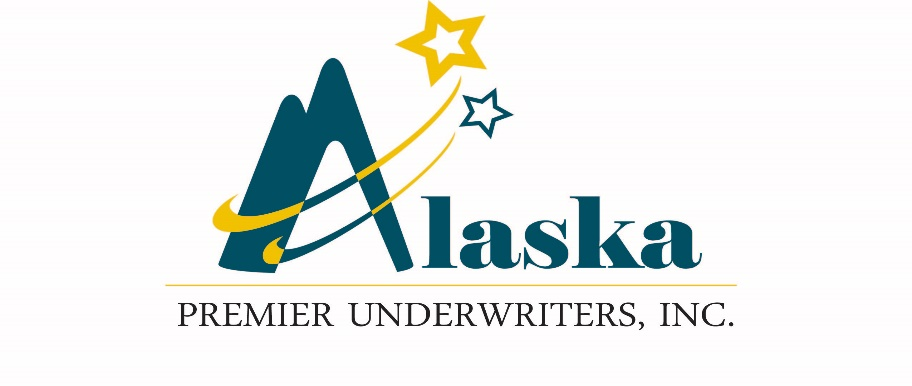 Alaska
PREMIER UNDERWRITERS, INC.